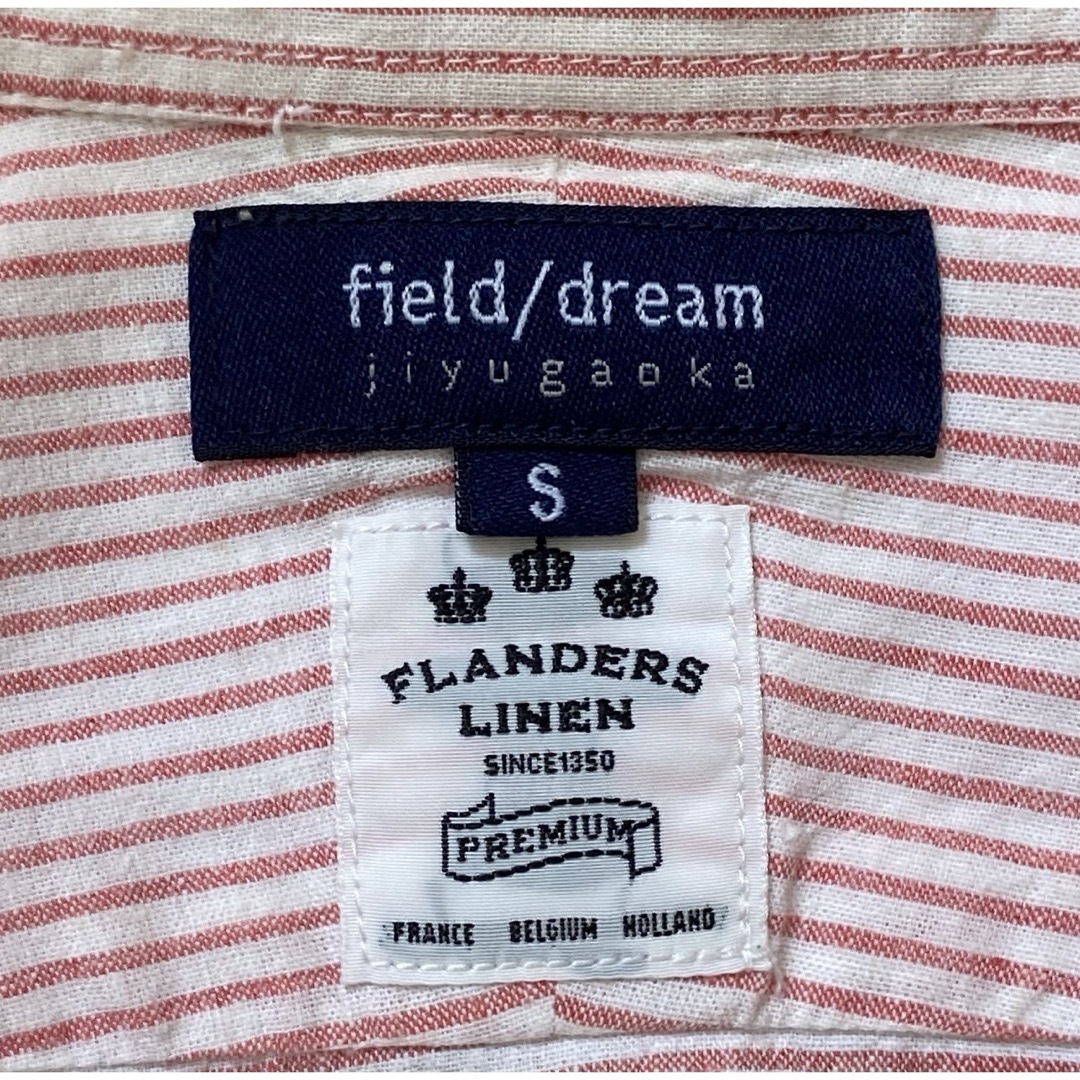 field/dream
jiyugaoka
S
FLANDERS
LINEN
SINCE1350
PREMIUM
FRANCE BELGIUM HOLLAND